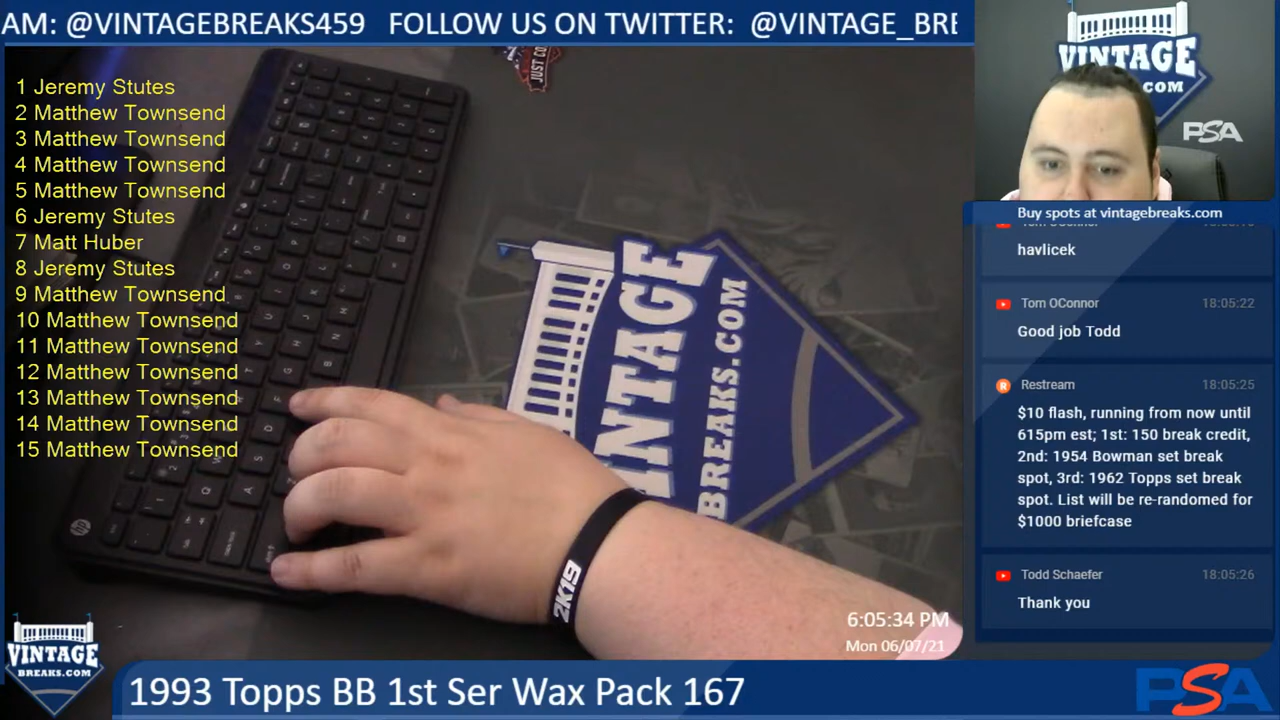 AM: @VINTAGEBREAKS459 FOLLOW US ON TWITTER: @VINTAGE_BRE
1 Jeremy Stutes
2 Matthew Townsend
3 Matthew Townsend
4 Matthew Townsend
5 Matthew Townsend
6 Jeremy Stutes
7 Matt Huber
8 Jeremy Stutes
9 Matthew Townsend
10 Matthew Townsend
11 Matthew Townsend
12 Matthew Townsend
13 Matthew Townsend
14 Matthew Townsend
15 Matthew Townsend
JUST CO
VINTAGE
BREAKS.COM
2K19
hp
6:05:34 PM
Mon 06/07/21
VINTAGE
.COM
PSA
Buy spots at vintagebreaks.com
havlicek
Tom OConnor 18:05:22
Good job Todd
Restream 18:05:25
$10 flash, running from now until
615pm est; 1st: 150 break credit,
2nd: 1954 Bowman set break
spot, 3rd: 1962 Topps set break
spot. List will be re-randomed for
$1000 briefcase
Todd Schaefer 18:05:26
Thank you
VINTAGE
BREAKS.COM
1993 Topps BB 1st Ser Wax Pack 167
PSA